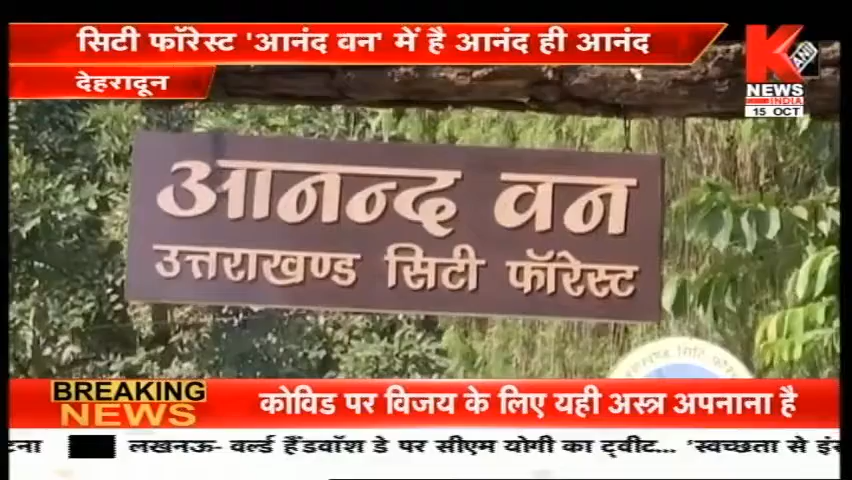 सिटी फॉरेस्ट 'आनंद वन' में है आनंद ही आनंद
देहरादून
K
ANI
NEWS
INDIA
15 OCT
आनन्द वन
उत्तराखण्ड सिटी फॉरेस्ट
BREAKING
NEWS
कोविड पर विजय के लिए यही अस्त्र अपनाना है
लखनऊ- वर्ल्ड हैंडवॉश डे पर सीएम योगी का ट्वीट... 'स्वच्छता से